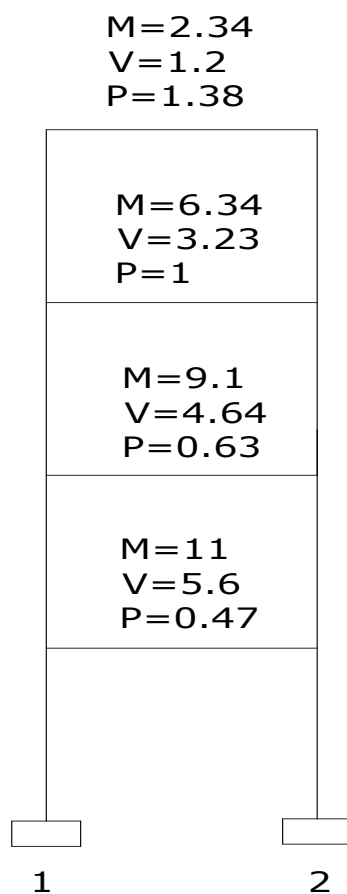 M=2.34
V=1.2
P=1.38
M=6.34
V=3.23
P=1
M=9.1
V=4.64
P=0.63
M=11
V=5.6
P=0.47
1 2